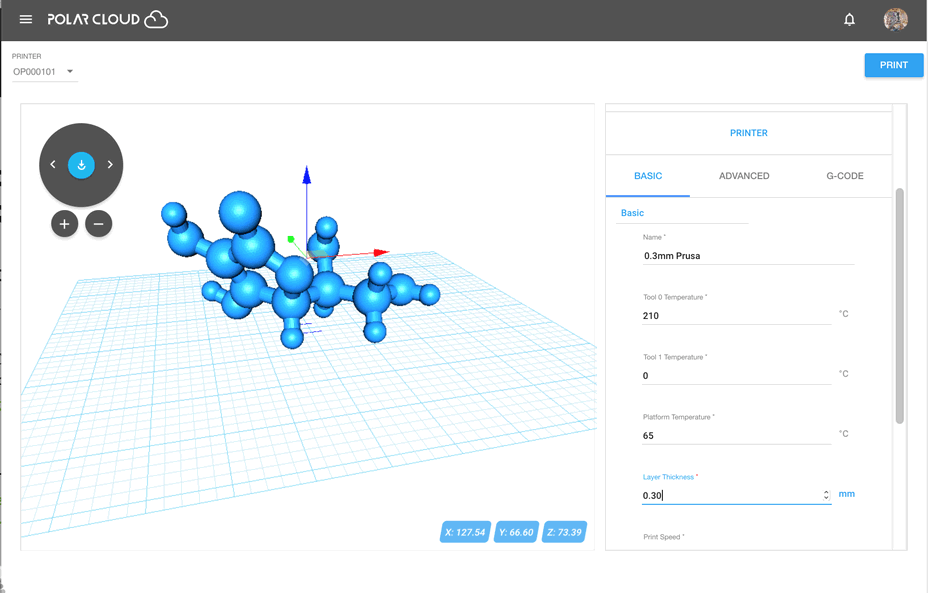 POLAR CLOUD
PRINTER
OP000101
PRINT
PRINTER
BASIC
ADVANCED
G-CODE
Basic
Name *
0.3mm Prusa
Tool 0 Temperature *
210
°C
Tool 1 Temperature *
0
°C
Platform Temperature *
65
°C
Layer Thickness *
0.30
mm
Print Speed *
X: 127.54
Y: 66.60
Z: 73.39